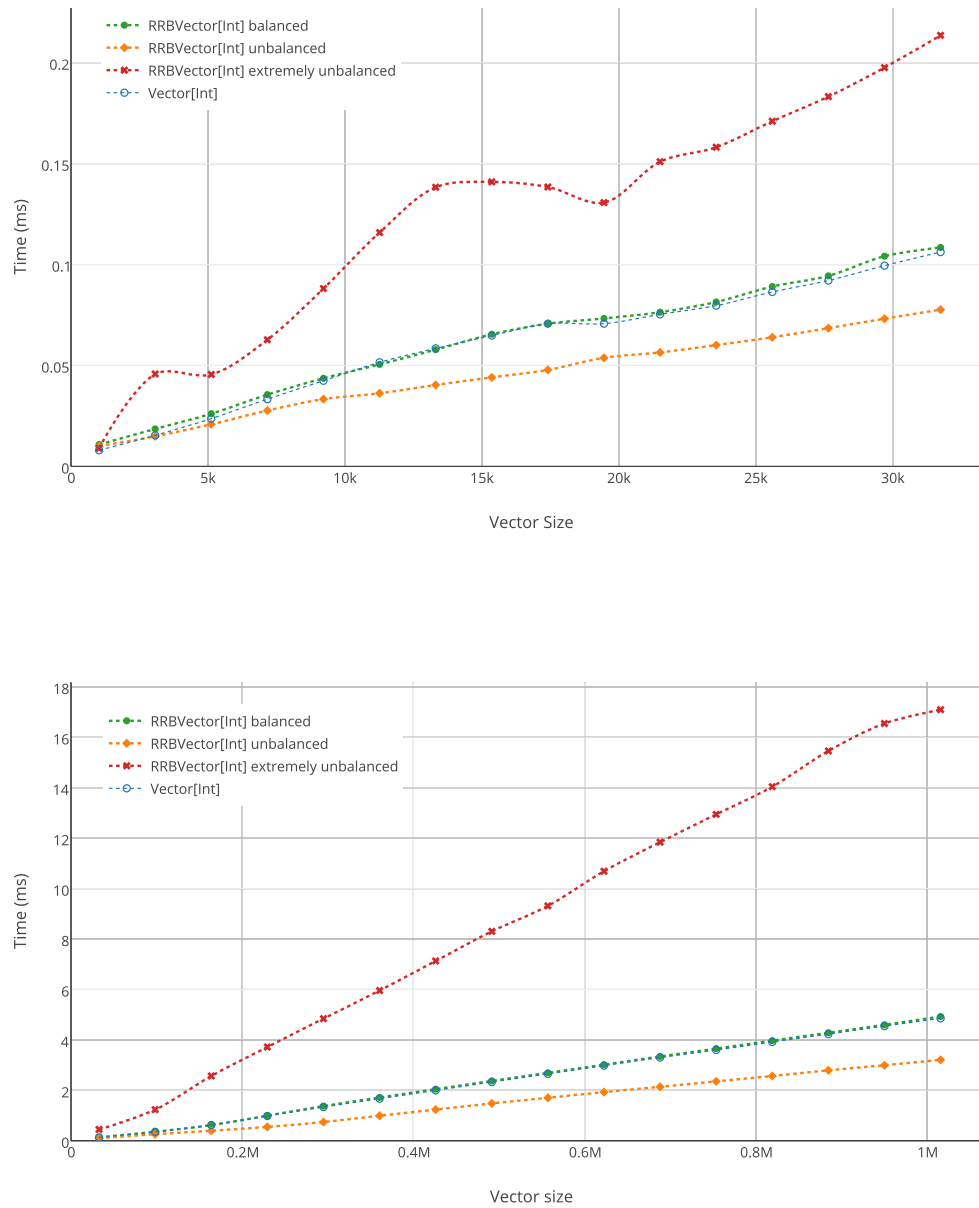 RRBVector[Int] balanced
RRBVector[Int] unbalanced
RRBVector[Int] extremely unbalanced
Vector[Int]
0.2
0.15
0.1
0.05
0
Time (ms)
0 5k 10k 15k 20k 25k 30k
Vector Size
18
16
14
12
10
8
6
4
2
0
RRBVector[Int] balanced
RRBVector[Int] unbalanced
RRBVector[Int] extremely unbalanced
Vector[Int]
Time (ms)
0 0.2M 0.4M 0.6M 0.8M 1M
Vector size